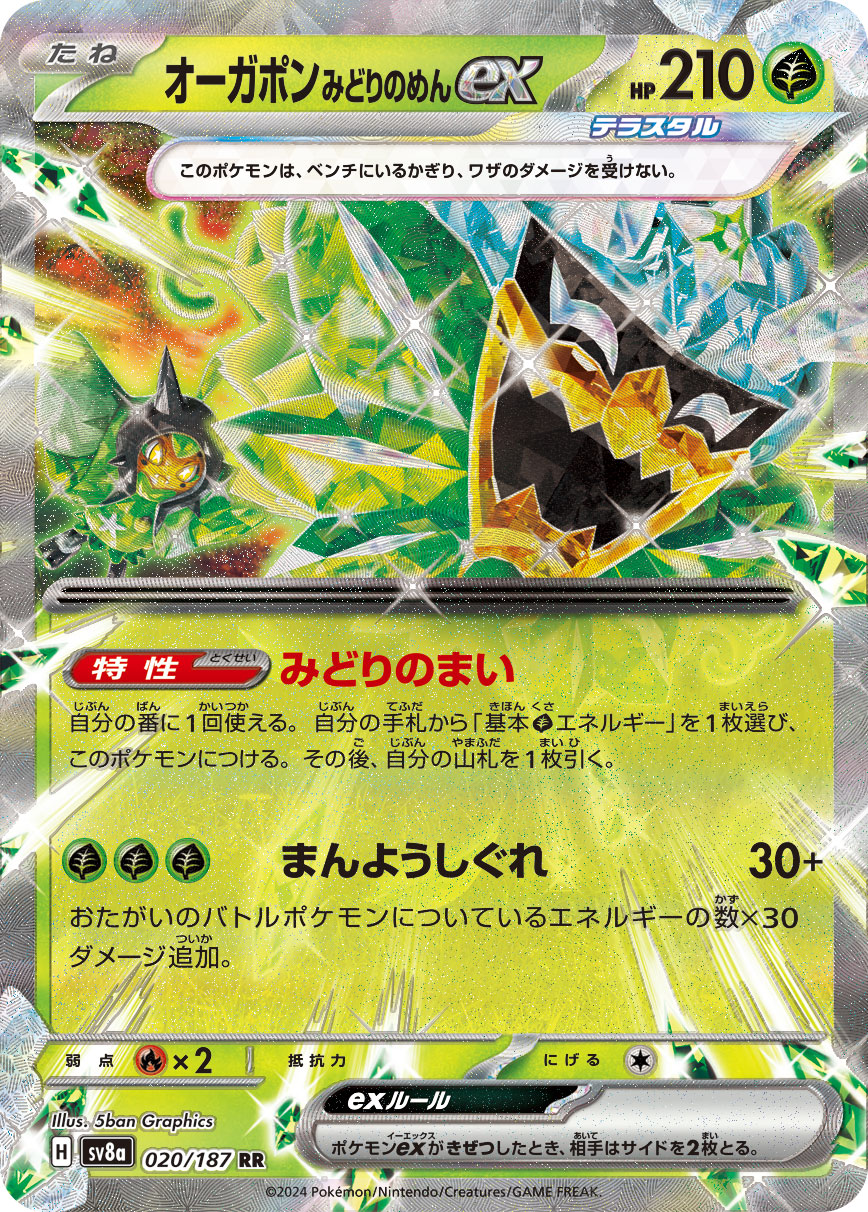 たね
オーガポン みどりのめん ex HP 210
テラスタル
このポケモンは、ベンチにいるかぎり、ワザのダメージを受けない。
特性 とくせい みどりのまい
自分の番に1回使える。自分の手札から「基本エネルギー」を1枚選び、
このポケモンにつける。その後、自分の山札を1枚引く。
まんようしぐれ 30+
おたがいのバトルポケモンについているエネルギーの数×30
ダメージ追加。
弱点 ×2 抵抗力 にげる
exルール
ポケモンexがきぜつしたとき、相手はサイドを2枚とる。
Illus. 5ban Graphics
H sv8a 020/187 RR
©2024 Pokémon/Nintendo/Creatures/GAME FREAK.